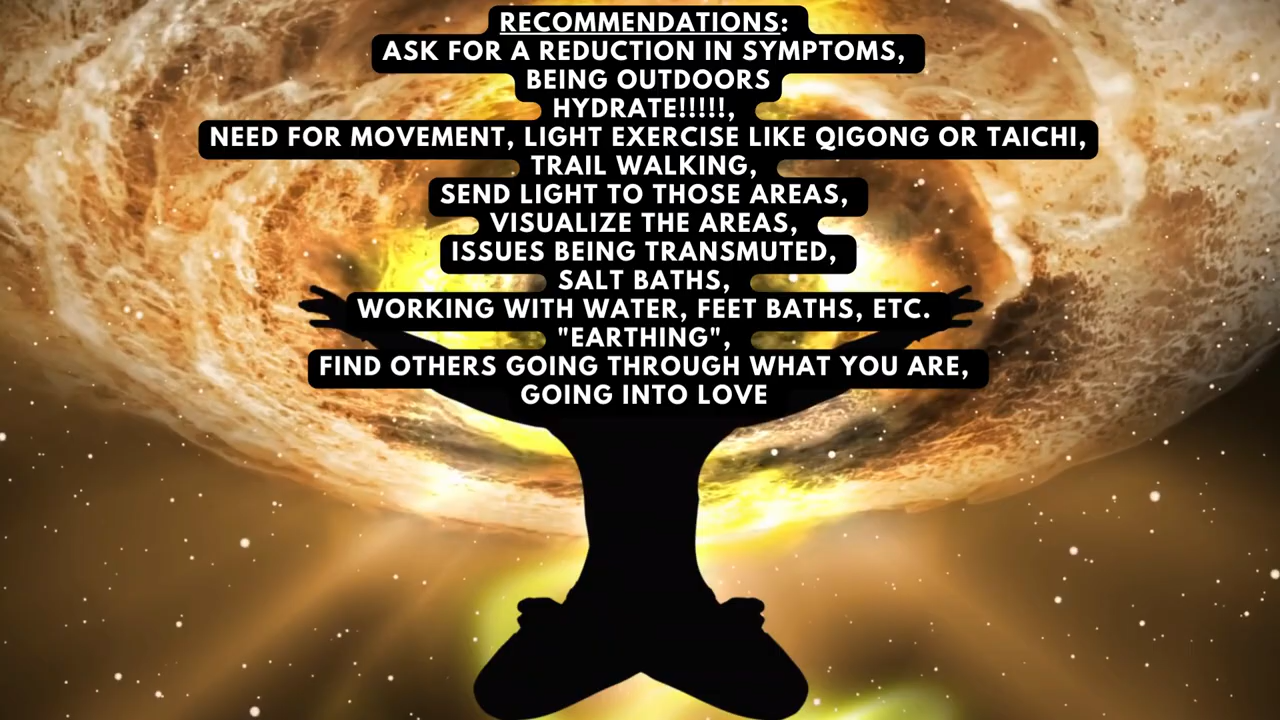 RECOMMENDATIONS:
ASK FOR A REDUCTION IN SYMPTOMS,
BEING OUTDOORS
HYDRATE!!!!!,
NEED FOR MOVEMENT, LIGHT EXERCISE LIKE QIGONG OR TAICHI,
TRAIL WALKING,
SEND LIGHT TO THOSE AREAS,
VISUALIZE THE AREAS,
ISSUES BEING TRANSMUTED,
SALT BATHS,
WORKING WITH WATER, FEET BATHS, ETC.
"EARTHING",
FIND OTHERS GOING THROUGH WHAT YOU ARE,
GOING INTO LOVE